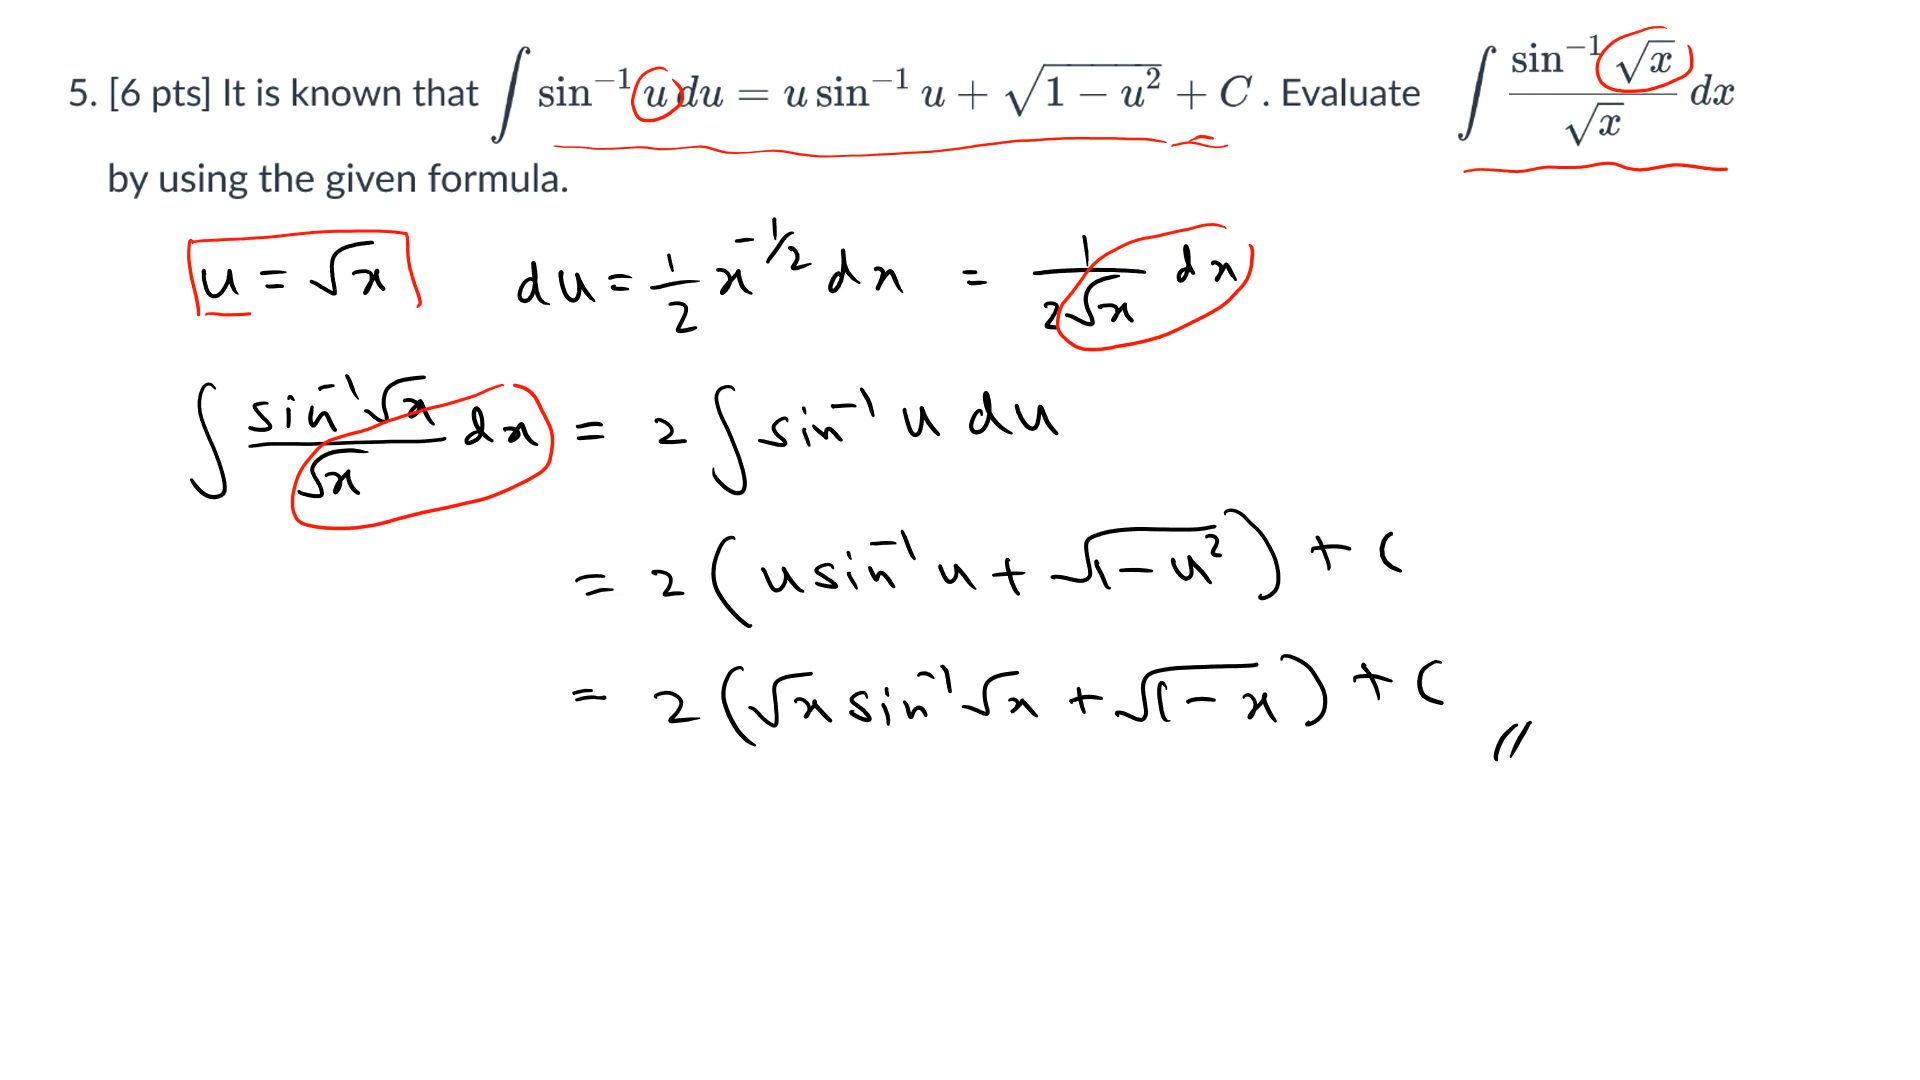 5. [6 pts] It is known that ∫ sin⁻¹ u du = u sin⁻¹ u + √(1 − u²) + C . Evaluate ∫ (sin⁻¹ √x)/(√x) dx
by using the given formula.
u = √x   du = 1/2 x^(-1/2) dx = 1/(2√x) dx
∫ (sin⁻¹ √x)/(√x) dx = 2 ∫ sin⁻¹ u du
= 2 (u sin⁻¹ u + √(1 − u²)) + C
= 2 (√x sin⁻¹ √x + √(1 − x)) + C //